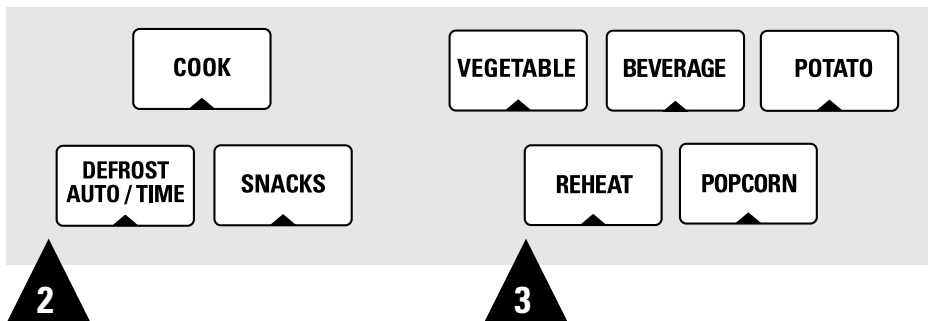 COOK
VEGETABLE
BEVERAGE
POTATO
DEFROST
AUTO / TIME
SNACKS
REHEAT
POPCORN
2
3